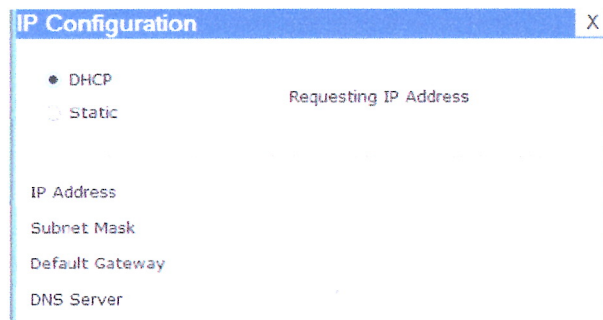 IP Configuration X
DHCP
Requesting IP Address
Static
IP Address
Subnet Mask
Default Gateway
DNS Server